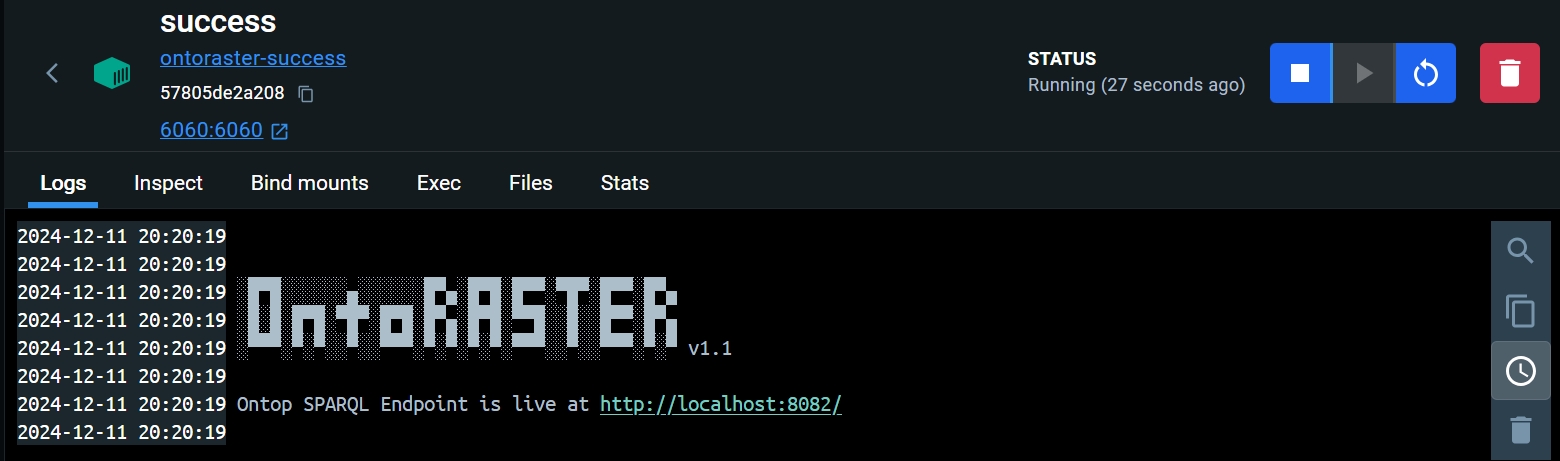 success
ontoraster-success
57805de2a208
6060:6060
STATUS
Running (27 seconds ago)
Logs Inspect Bind mounts Exec Files Stats
2024-12-11 20:20:19
2024-12-11 20:20:19
2024-12-11 20:20:19
2024-12-11 20:20:19
2024-12-11 20:20:19 OntoRASTER v1.1
2024-12-11 20:20:19
2024-12-11 20:20:19 Ontop SPARQL Endpoint is live at http://localhost:8082/
2024-12-11 20:20:19